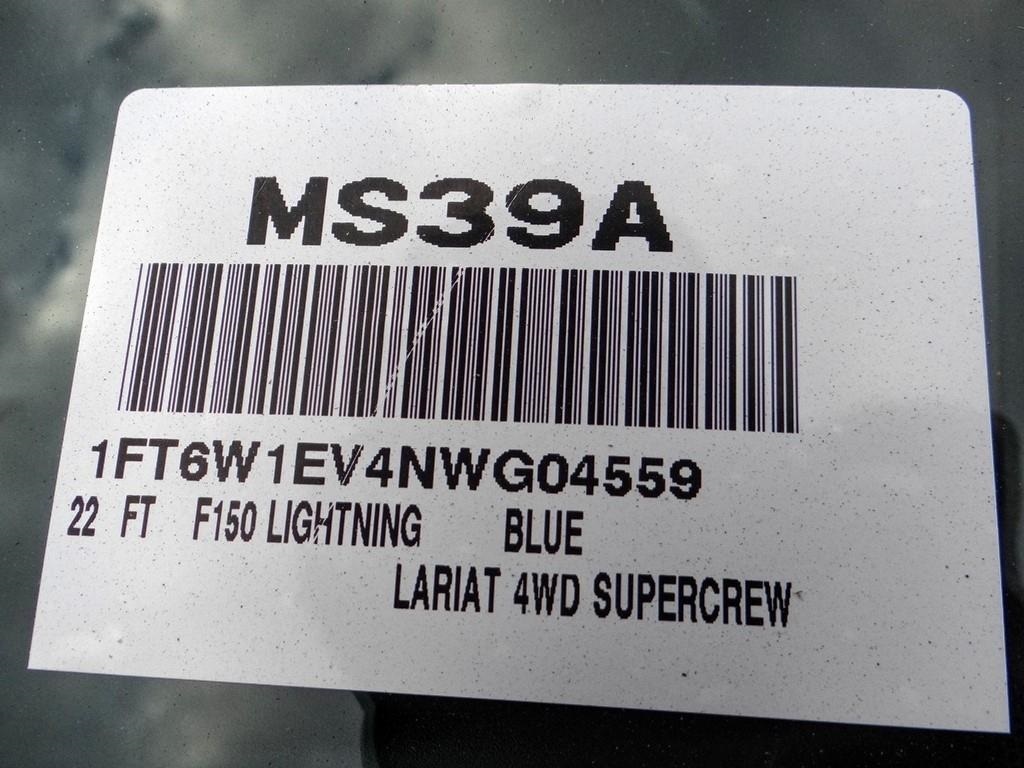 MS39A
1FT6W1EV4NWG04559
22 FT F150 LIGHTNING BLUE
LARIAT 4WD SUPERCREW